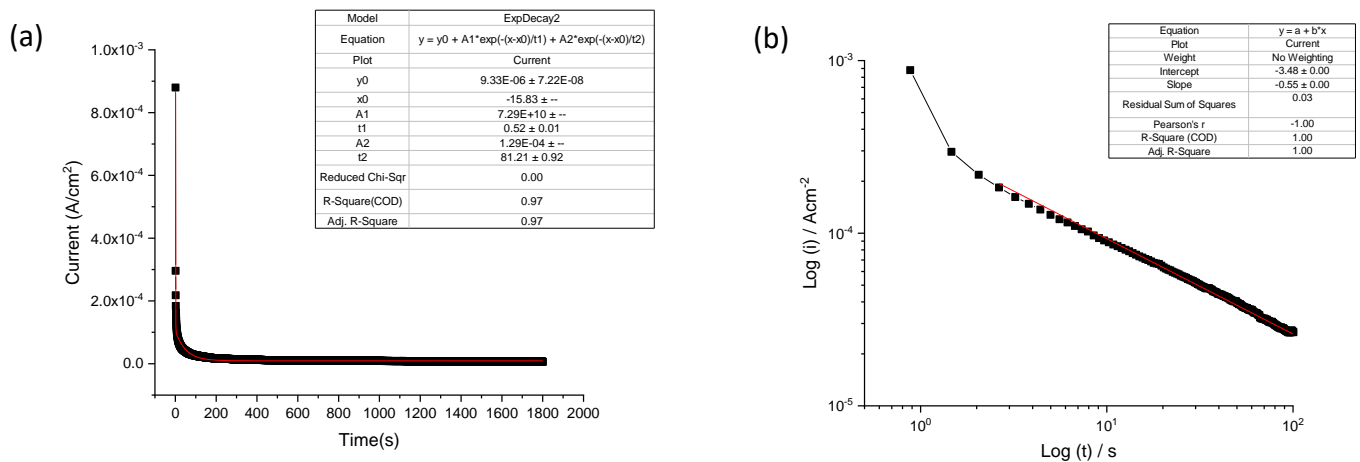 (a)
Model ExpDecay2
Equation y = y0 + A1*exp(-(x-x0)/t1) + A2*exp(-(x-x0)/t2)
Plot Current
y0 9.33E-06 ± 7.22E-08
x0 -15.83 ± --
A1 7.29E+10 ± --
t1 0.52 ± 0.01
A2 1.29E-04 ± --
t2 81.21 ± 0.92
Reduced Chi-Sqr 0.00
R-Square(COD) 0.97
Adj. R-Square 0.97
1.0x10⁻³
8.0x10⁻⁴
6.0x10⁻⁴
4.0x10⁻⁴
2.0x10⁻⁴
0.0
Current (A/cm²)
0 200 400 600 800 1000 1200 1400 1600 1800 2000
Time(s)
(b)
Equation y = a + b*x
Plot Current
Weight No Weighting
Intercept -3.48 ± 0.00
Slope -0.55 ± 0.00
Residual Sum of Squares 0.03
Pearson's r -1.00
R-Square (COD) 1.00
Adj. R-Square 1.00
10⁻³
10⁻⁴
10⁻⁵
Log (i) / Acm⁻²
10⁰ 10¹ 10²
Log (t) / s